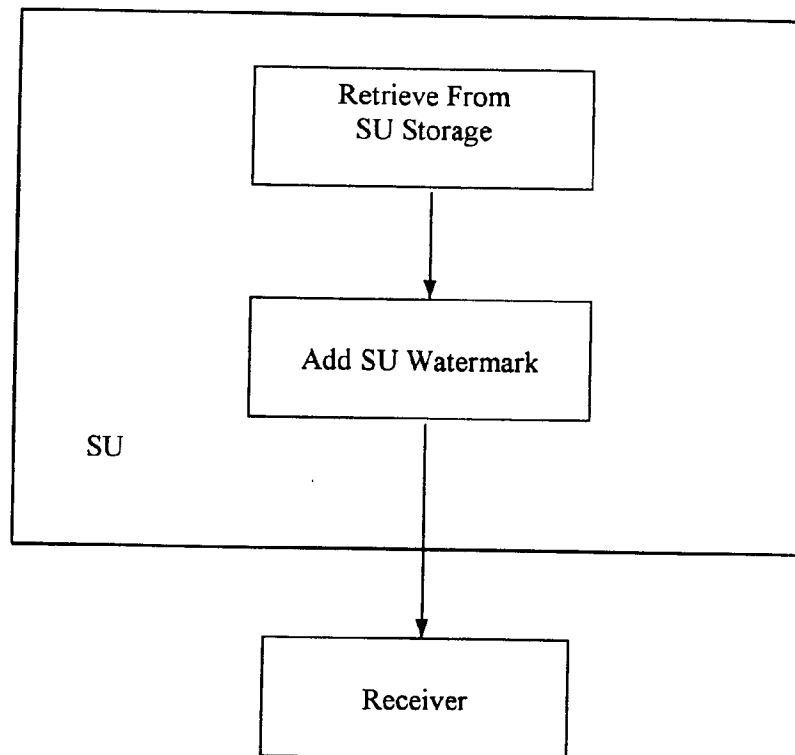 Retrieve From
SU Storage
Add SU Watermark
SU
Receiver